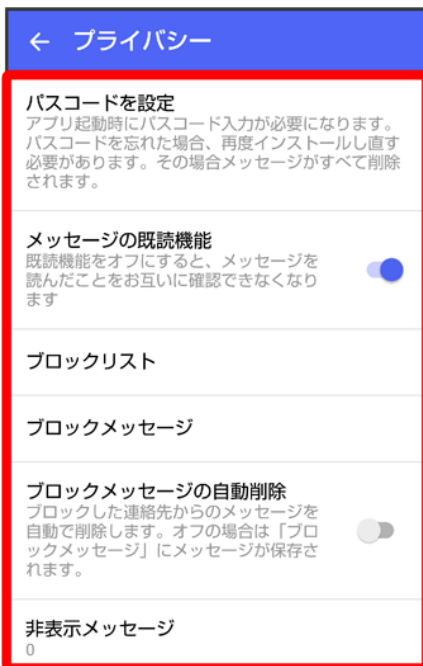 ← プライバシー
パスコードを設定
アプリ起動時にパスコード入力が必要になります。
パスコードを忘れた場合、再度インストールし直す
必要があります。その場合メッセージがすべて削除
されます。
メッセージの既読機能
既読機能をオフにすると、メッセージを
読んだことをお互いに確認できなくなり
ます
ブロックリスト
ブロックメッセージ
ブロックメッセージの自動削除
ブロックした連絡先からのメッセージを
自動で削除します。オフの場合は「ブロ
ックメッセージ」にメッセージが保存さ
れます。
非表示メッセージ
0